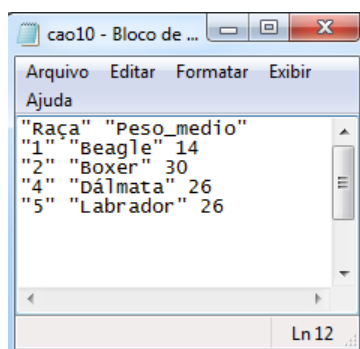 cao10 - Bloco de ...
Arquivo Editar Formatar Exibir
Ajuda
"Raça" "Peso_medio"
"1" "Beagle" 14
"2" "Boxer" 30
"4" "Dálmata" 26
"5" "Labrador" 26
Ln 12